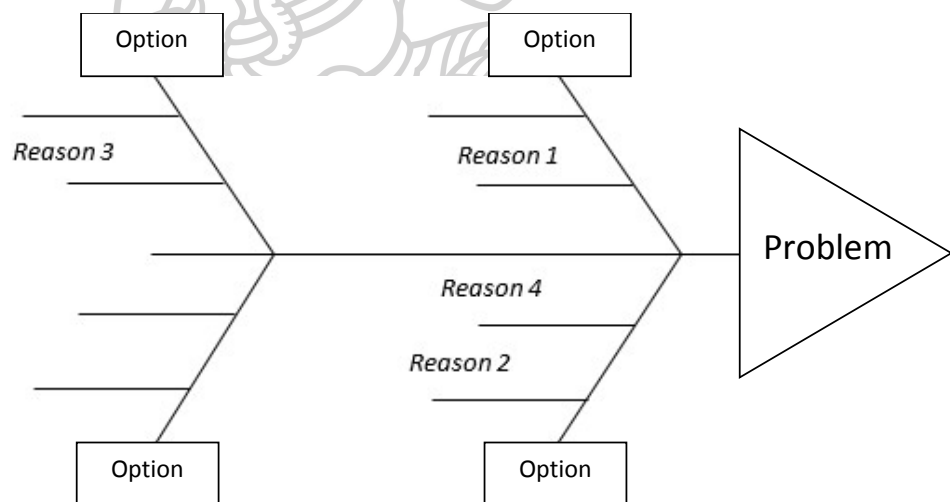 Option
Option
Reason 3
Reason 1
Problem
Reason 4
Reason 2
Option
Option